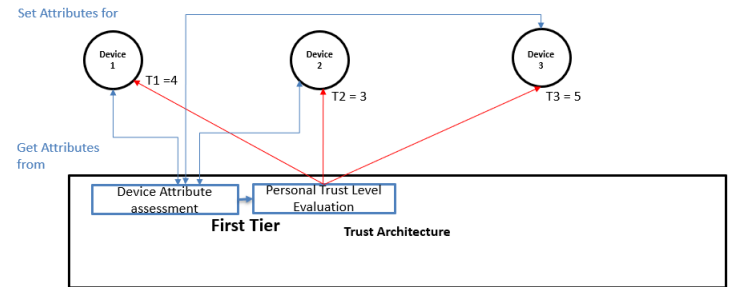 Set Attributes for
Device
1
Device
2
Device
3
T1 =4
T2 = 3
T3 = 5
Get Attributes
from
Device Attribute
assessment
Personal Trust Level
Evaluation
First Tier
Trust Architecture